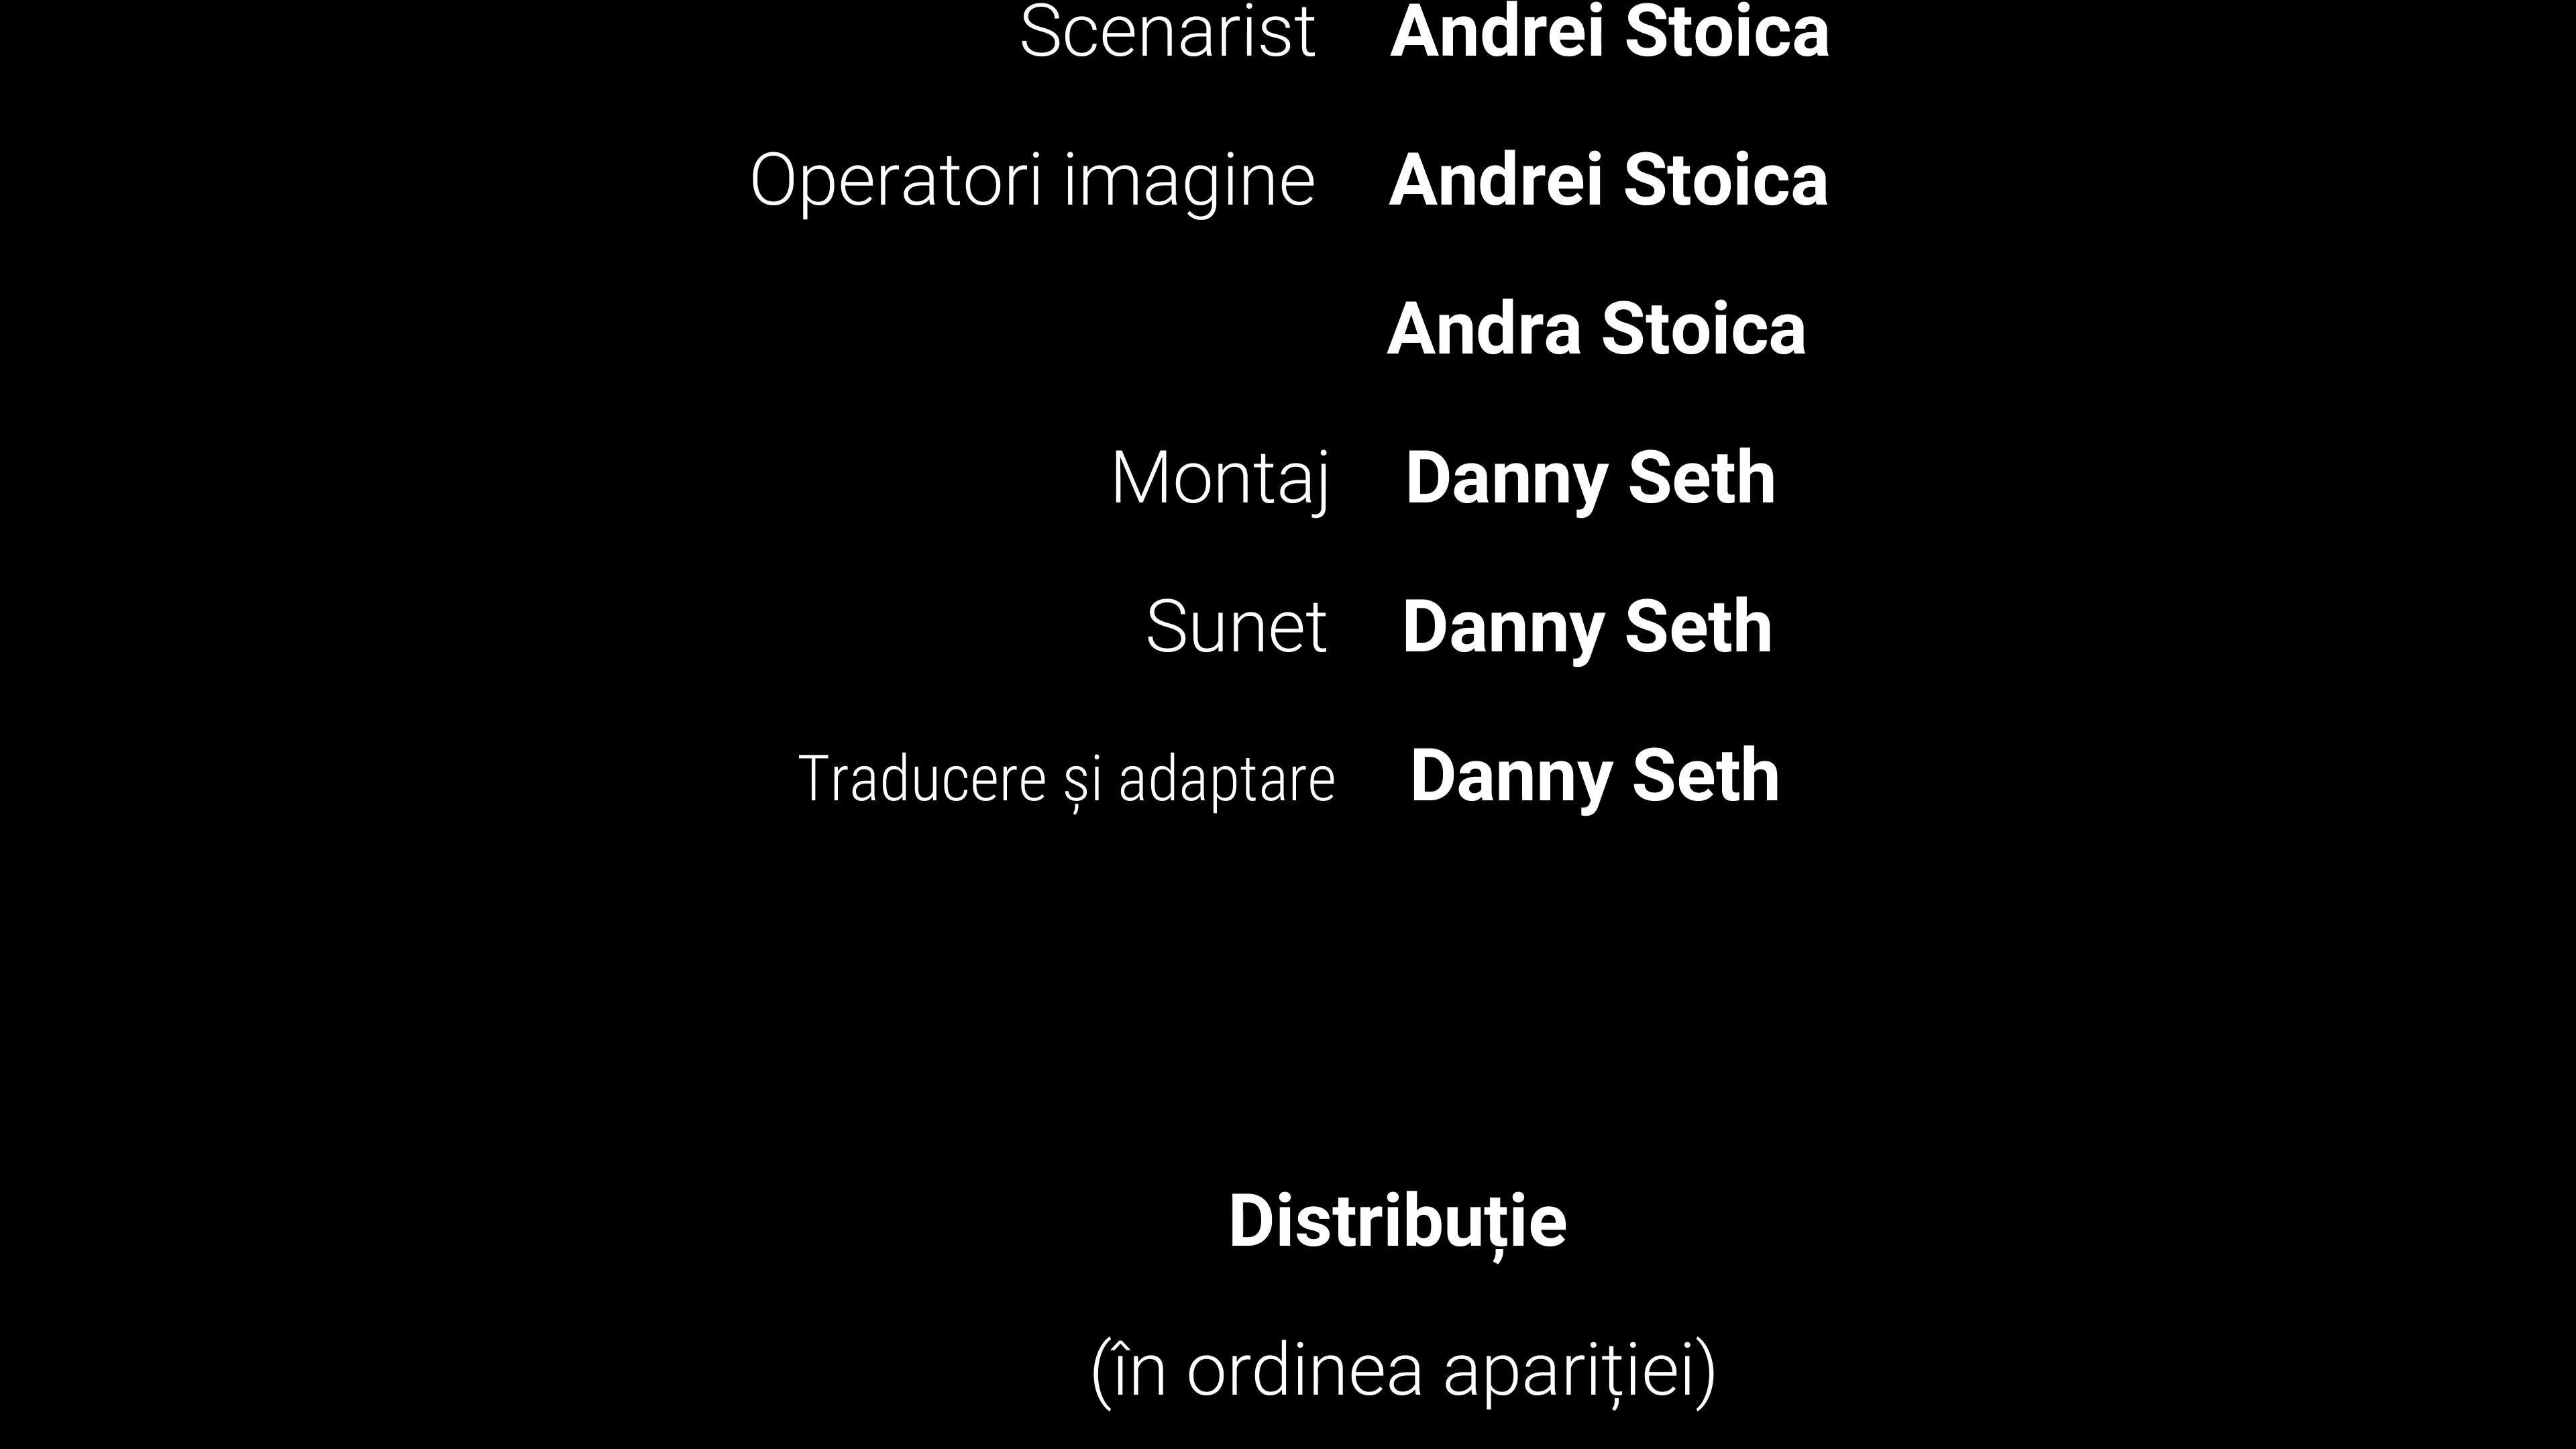 Scenarist Andrei Stoica
Operatori imagine Andrei Stoica
Andra Stoica
Montaj Danny Seth
Sunet Danny Seth
Traducere și adaptare Danny Seth
Distribuție
(în ordinea apariției)